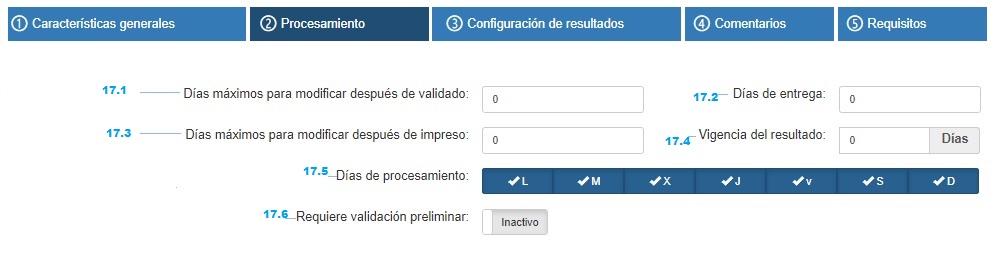 1 Características generales
2 Procesamiento
3 Configuración de resultados
4 Comentarios
5 Requisitos
17.1 Días máximos para modificar después de validado: 0
17.2 Días de entrega: 0
17.3 Días máximos para modificar después de impreso: 0
17.4 Vigencia del resultado: 0 Días
17.5 Días de procesamiento: L M X J v S D
17.6 Requiere validación preliminar: Inactivo